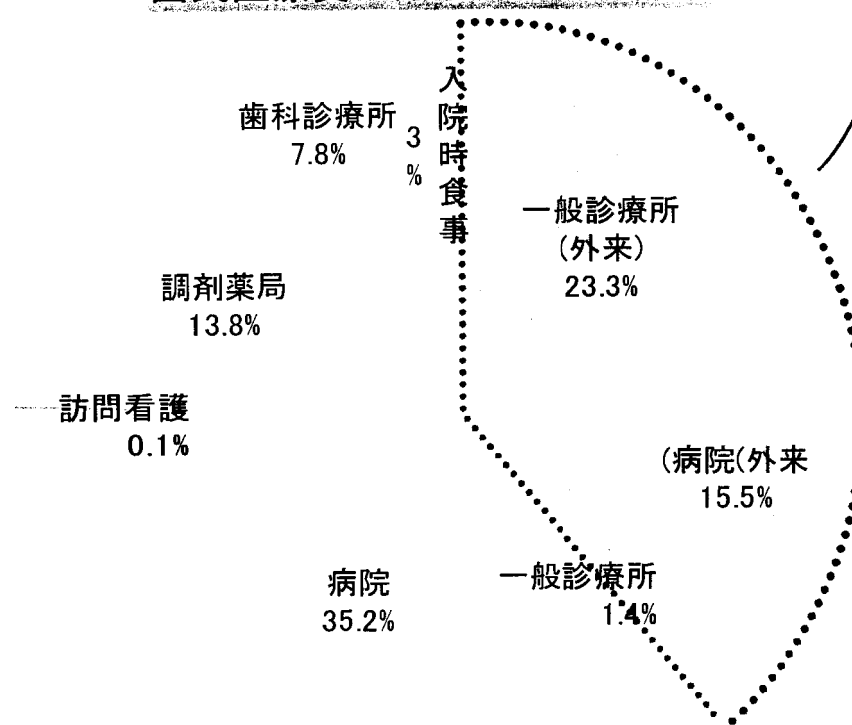 歯科診療所
7.8%
3
%
入院時食事
一般診療所
(外来)
23.3%
調剤薬局
13.8%
訪問看護
0.1%
(病院(外来
15.5%
病院
35.2%
一般診療所
1.4%